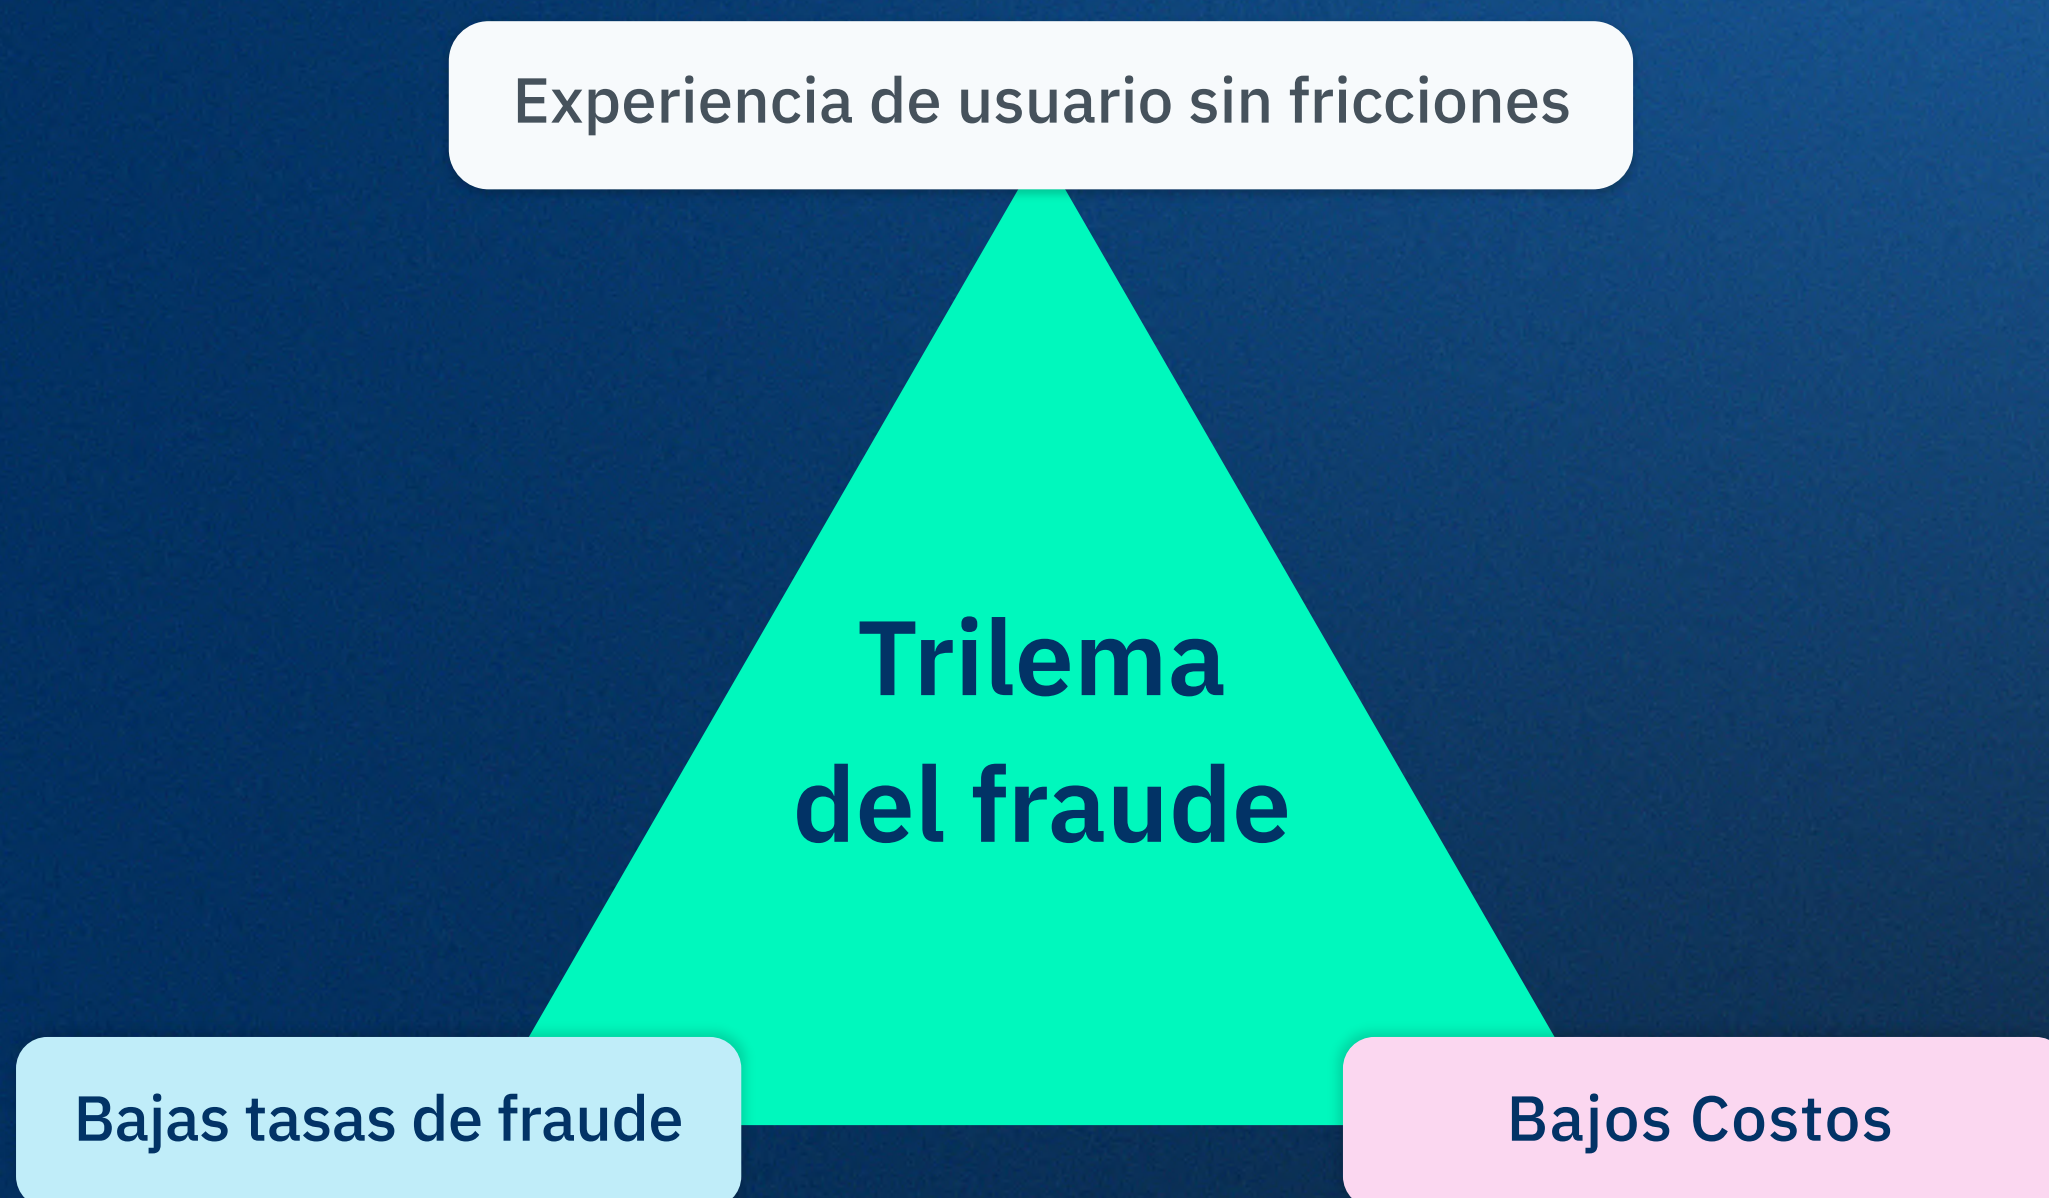 Experiencia de usuario sin fricciones
Trilema
del fraude
Bajas tasas de fraude
Bajos Costos